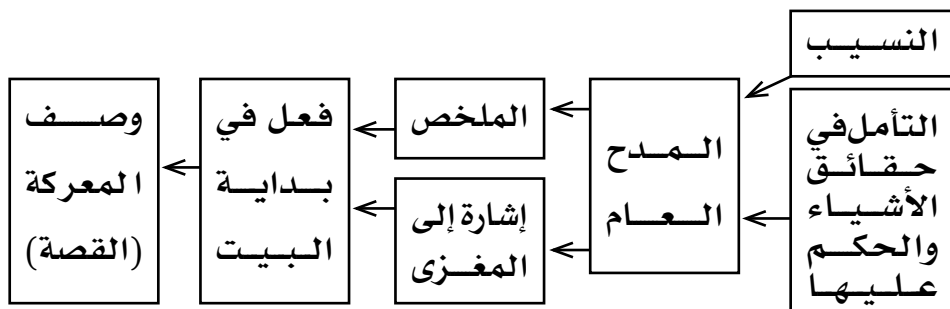 النسيب
التأمل في
حقائق
الأشياء
والحكم
عليها
المدح
العام
الملخص
إشارة إلى
المغزى
فعل في
بداية
البيت
وصف
المعركة
(القصة)